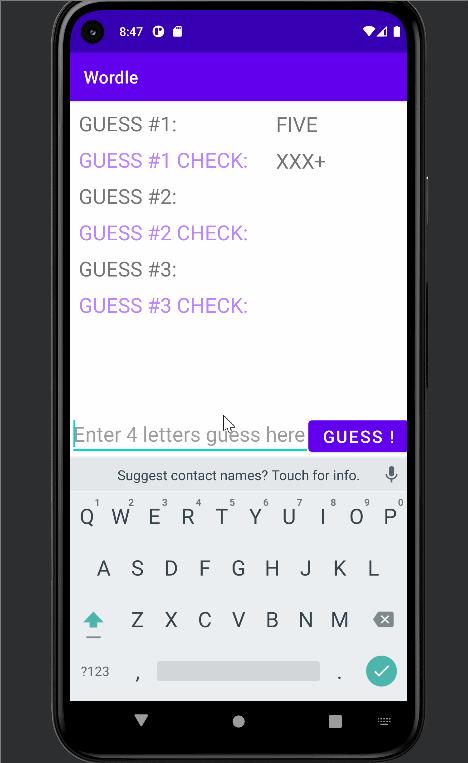 8:47
Wordle
GUESS #1: FIVE
GUESS #1 CHECK: XXX+
GUESS #2:
GUESS #2 CHECK:
GUESS #3:
GUESS #3 CHECK:
Enter 4 letters guess here GUESS !
Suggest contact names? Touch for info.
1 2 3 4 5 6 7 8 9 0
Q W E R T Y U I O P
A S D F G H J K L
Z X C V B N M
?123 , .